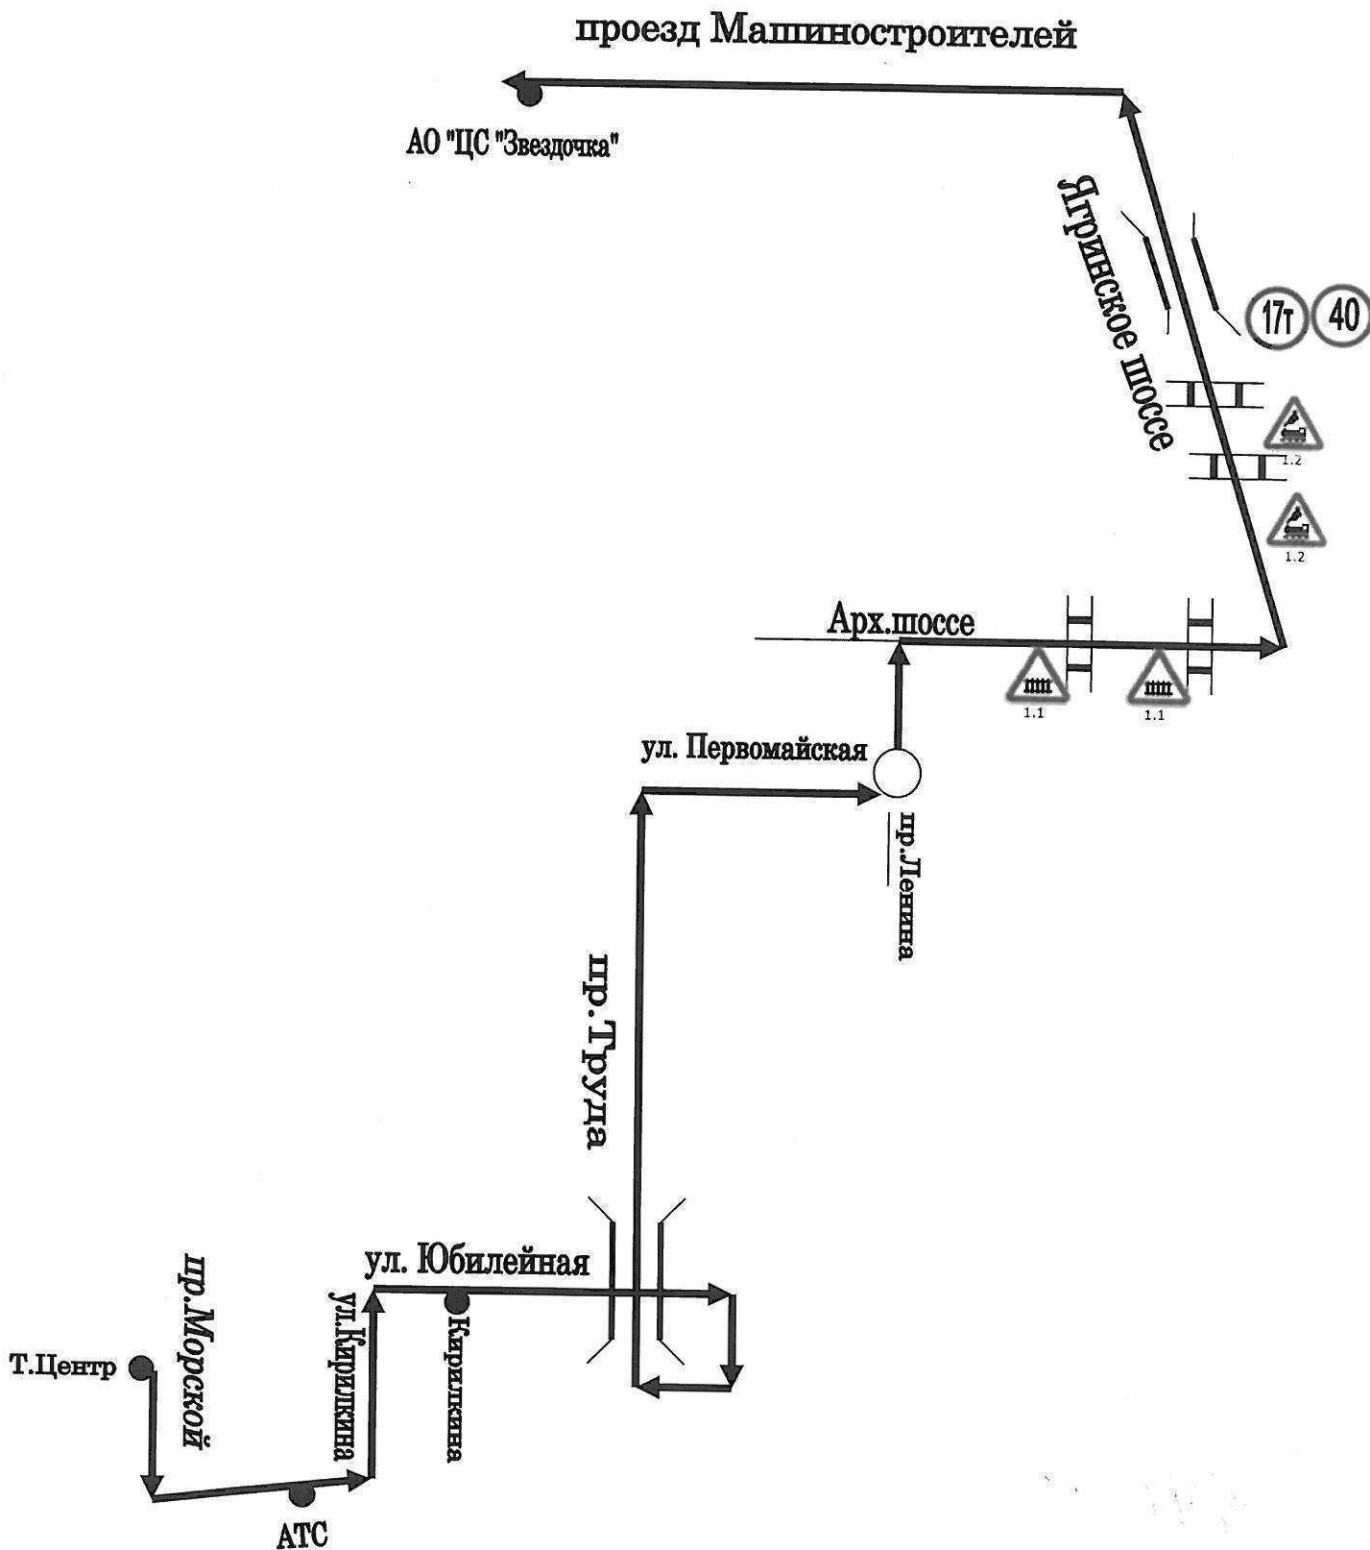 проезд Машиностроителей
АО "ЦС "Звездочка"
Ягринское шоссе
17т
40
1.2
1.2
Арх.шоссе
1.1
1.1
ул. Первомайская
пр.Ленина
пр.Труда
ул. Юбилейная
пр.Морской
ул.Кирилкина
Кирилкина
Т.Центр
АТС